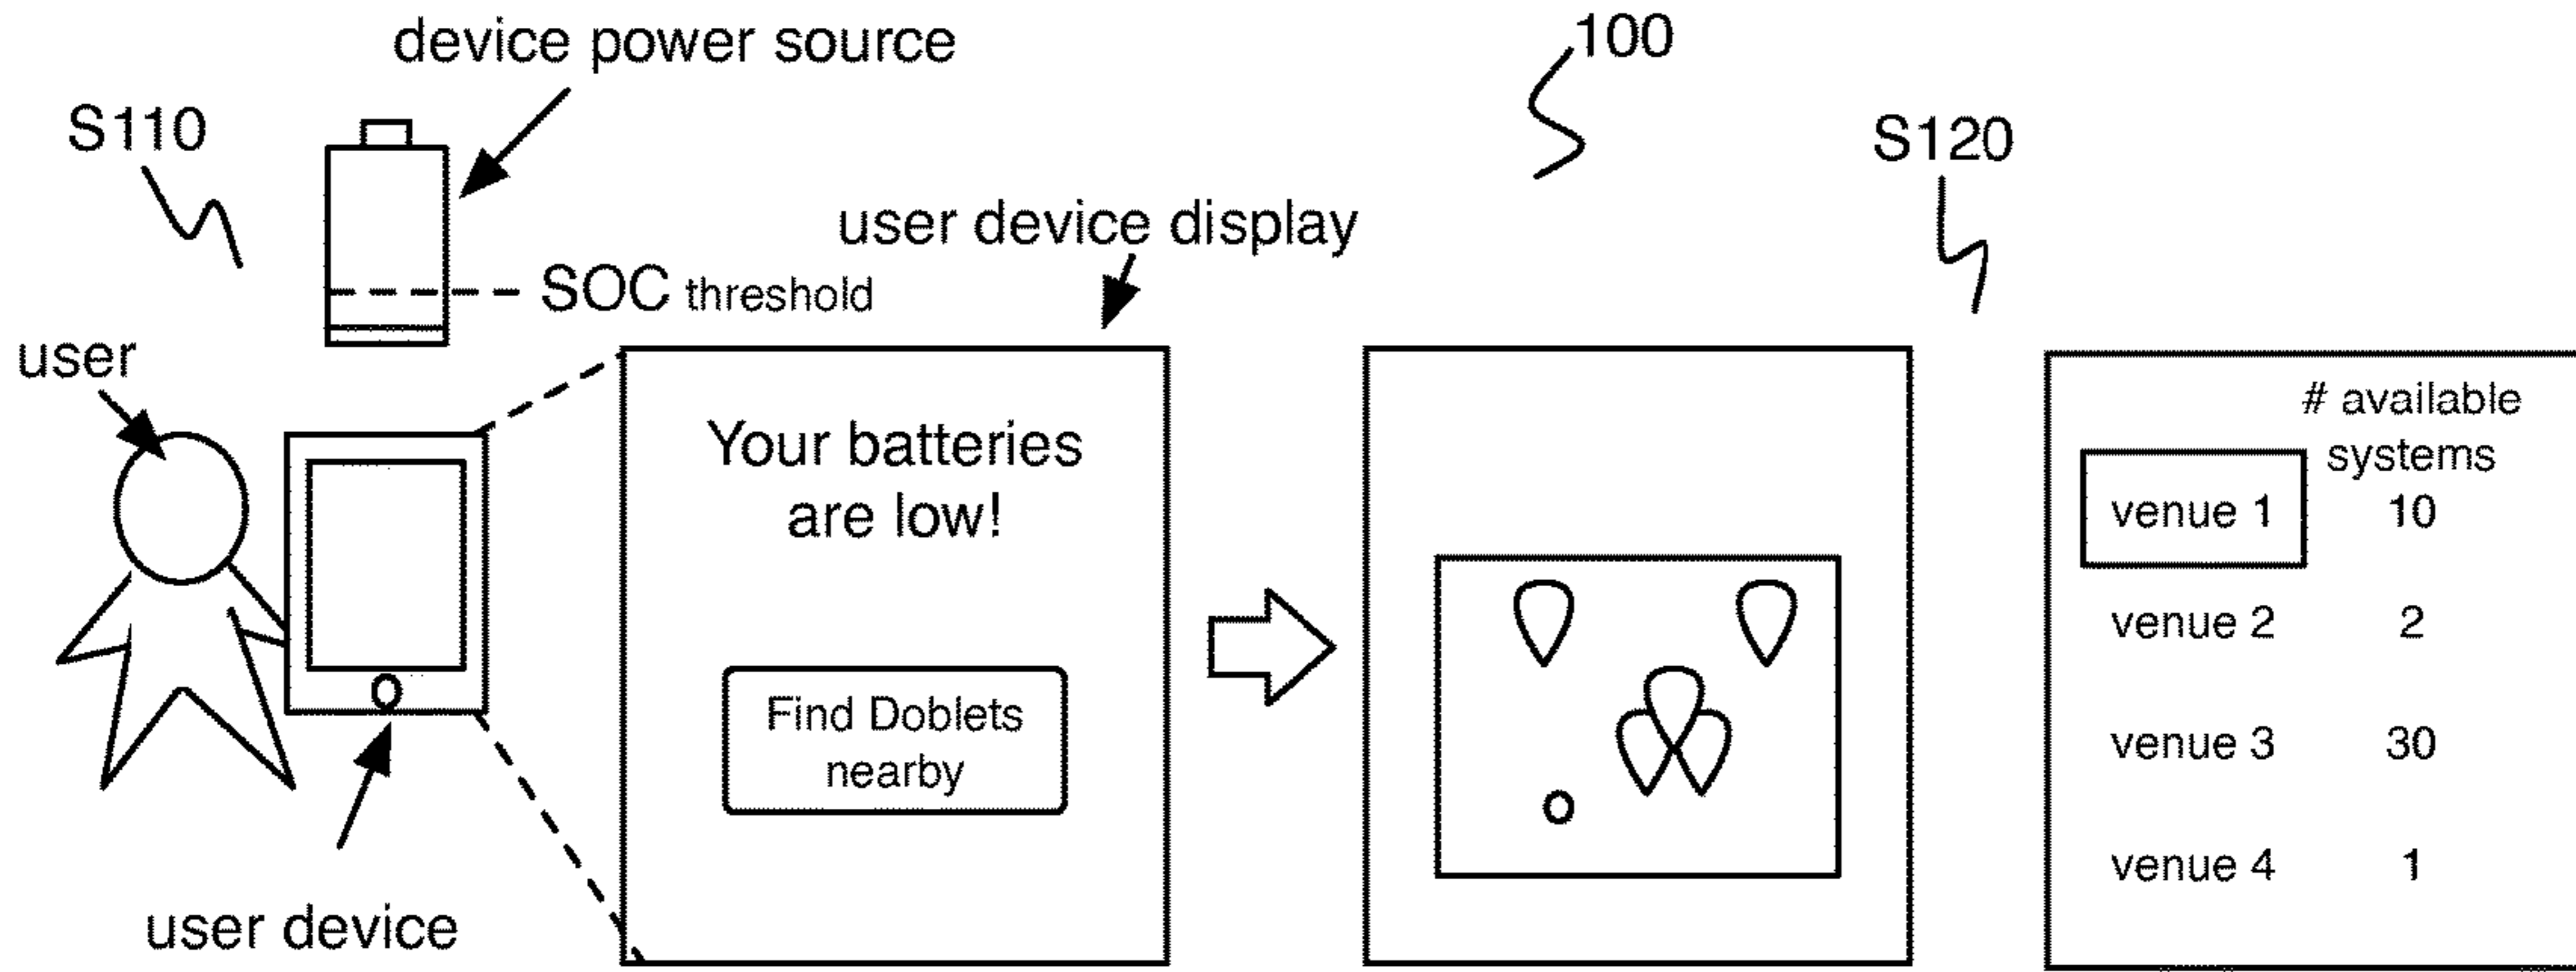 device power source
100
S110
S120
user device display
SOC threshold
user
Your batteries
are low!
Find Doblets
nearby
user device
# available
systems
venue 1 10
venue 2 2
venue 3 30
venue 4 1